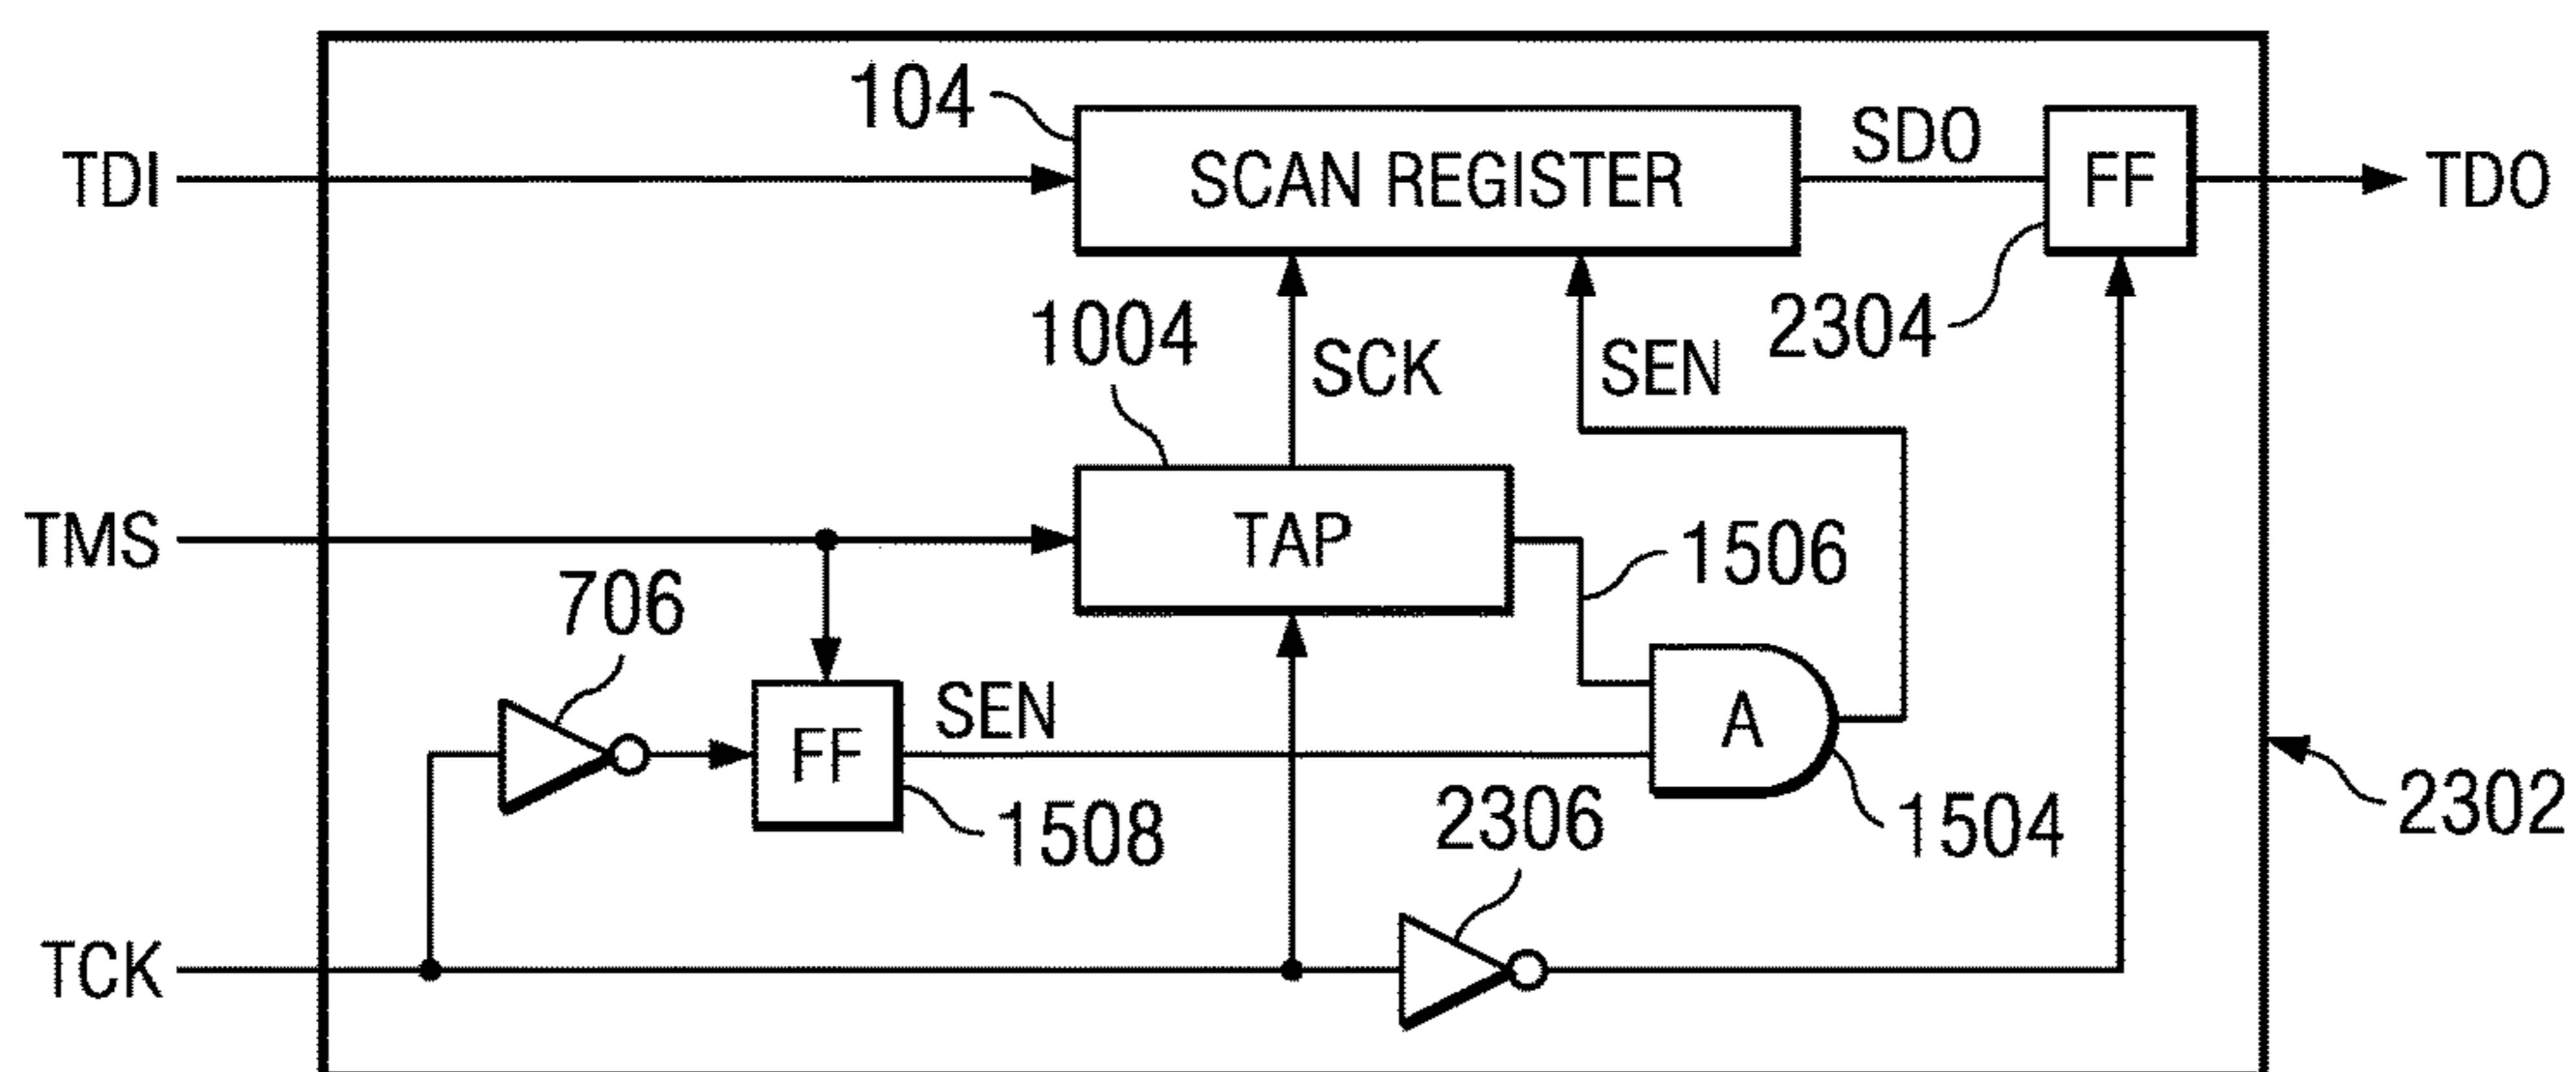 104
TDI
SCAN REGISTER
SDO
FF
TDO
2304
1004
SCK
SEN
TMS
TAP
1506
706
FF
SEN
A
1508
2306
1504
2302
TCK